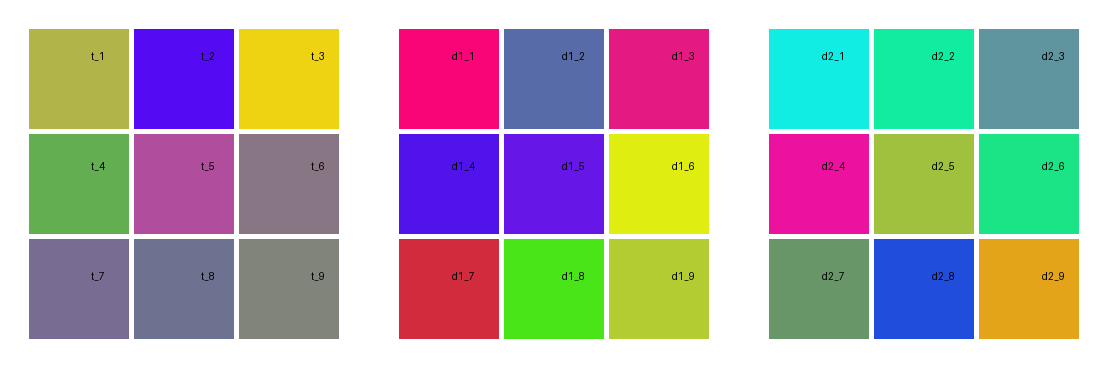 t_1 t_2 t_3 d1_1 d1_2 d1_3 d2_1 d2_2 d2_3
t_4 t_5 t_6 d1_4 d1_5 d1_6 d2_4 d2_5 d2_6
t_7 t_8 t_9 d1_7 d1_8 d1_9 d2_7 d2_8 d2_9